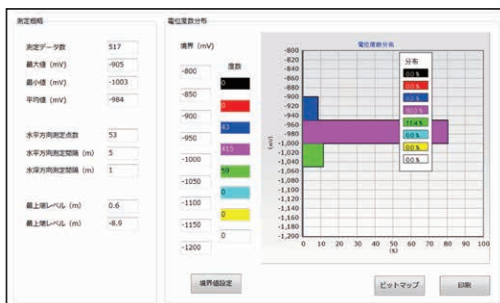 測定概略
測定データ数 517
最大値 (mV) -905
最小値 (mV) -1003
平均値 (mV) -984
水平方向測定点数 53
水平方向測定間隔 (m) 5
水深方向測定間隔 (m) 1
最上端レベル (m) 0.6
最上端レベル (m) -8.9
電位度数分布
境界 (mV)
度数
-800
0
-850
0
-900
43
-950
415
-1000
59
-1050
0
-1100
0
-1150
0
-1200
境界値設定
電位度数分布
(mV)
-800
-820
-840
-860
-880
-900
-920
-940
-960
-980
-1,000
-1,020
-1,040
-1,060
-1,080
-1,100
-1,120
-1,140
-1,160
-1,180
-1,200
0 10 20 30 40 50 60 70 80 90 100
(%)
分布
0.0 %
0.0 %
11.4 %
0.0 %
0.0 %
0.0 %
ビットマップ
印刷